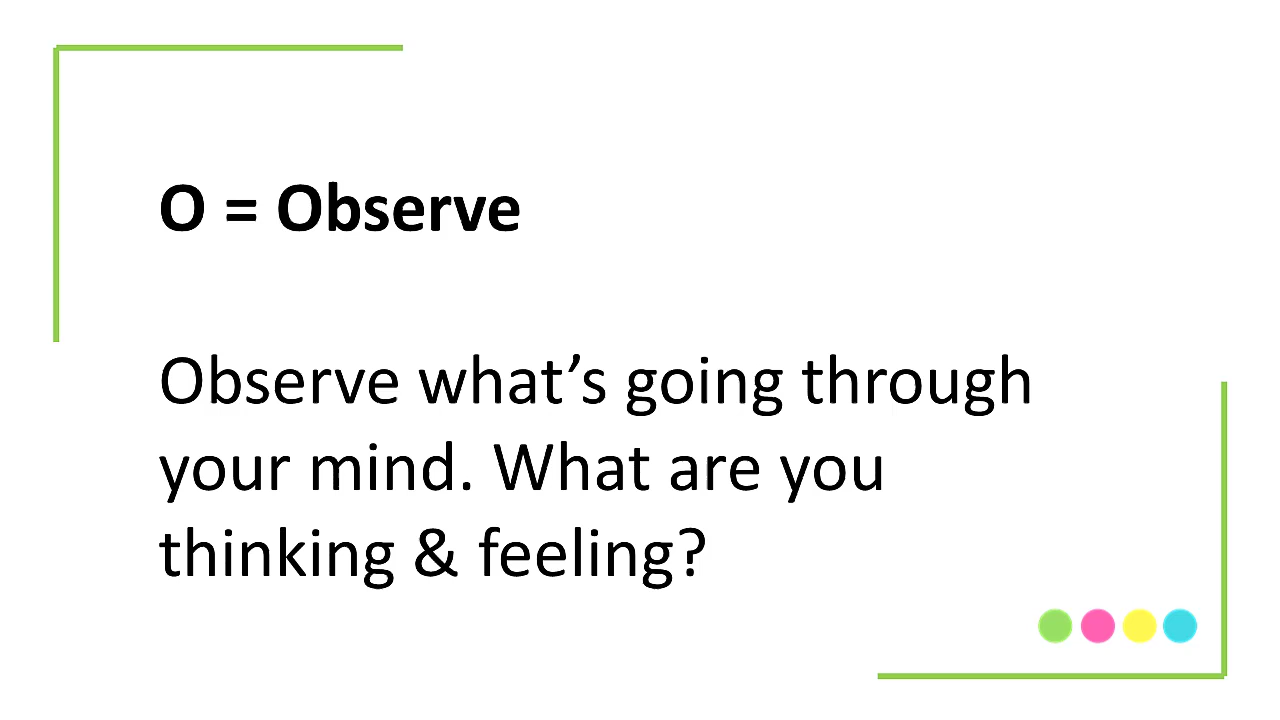 O = Observe
Observe what’s going through
your mind. What are you
thinking & feeling?